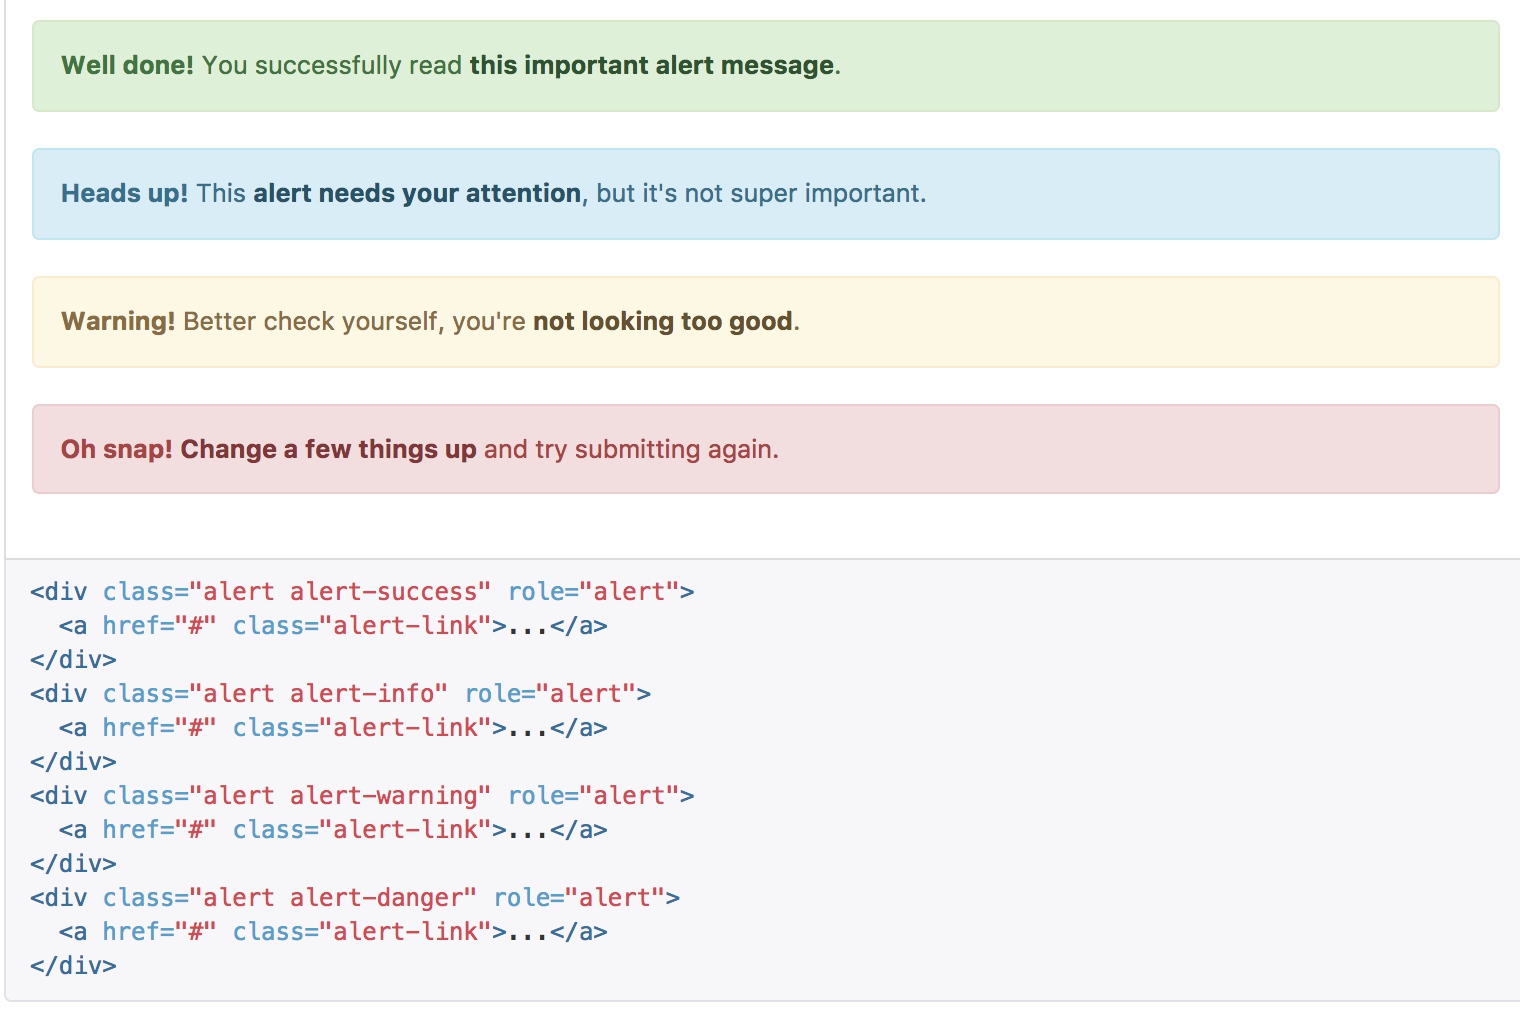 Well done! You successfully read this important alert message.
Heads up! This alert needs your attention, but it's not super important.
Warning! Better check yourself, you're not looking too good.
Oh snap! Change a few things up and try submitting again.
<div class="alert alert-success" role="alert">
  <a href="#" class="alert-link">...</a>
</div>
<div class="alert alert-info" role="alert">
  <a href="#" class="alert-link">...</a>
</div>
<div class="alert alert-warning" role="alert">
  <a href="#" class="alert-link">...</a>
</div>
<div class="alert alert-danger" role="alert">
  <a href="#" class="alert-link">...</a>
</div>